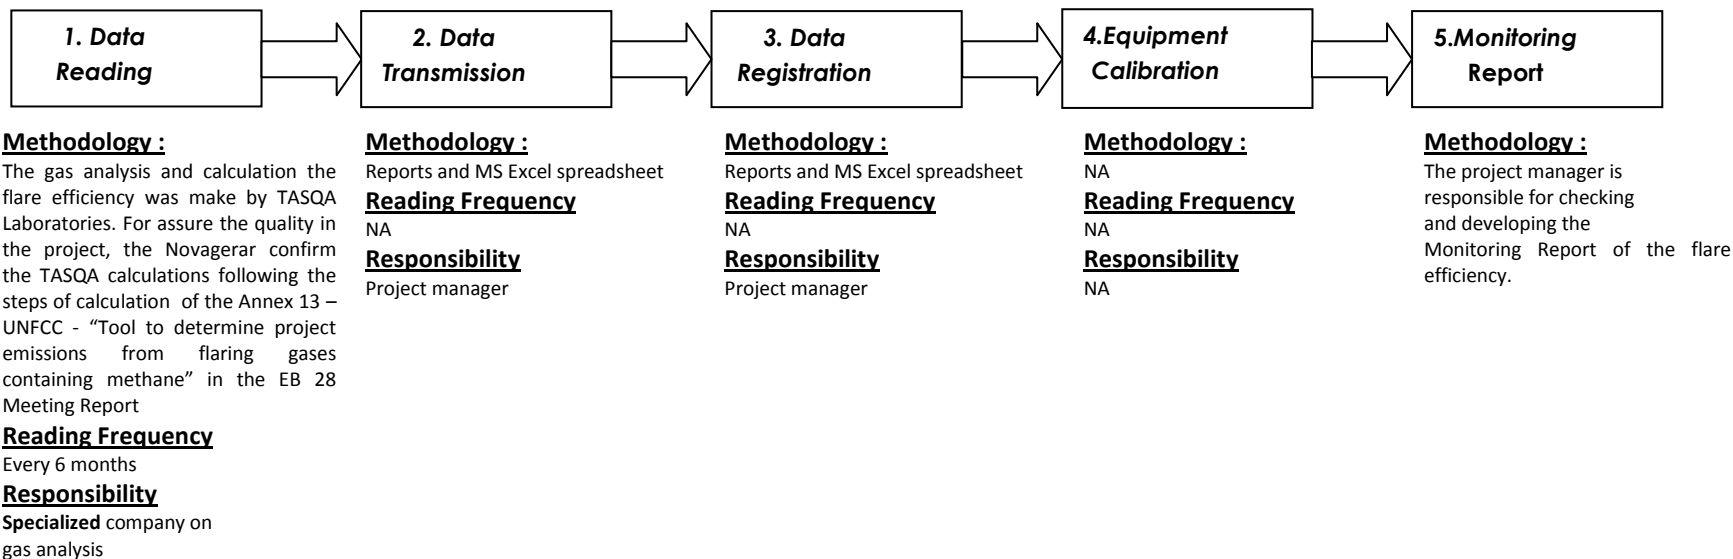 1. Data
Reading
2. Data
Transmission
3. Data
Registration
4.Equipment
Calibration
5.Monitoring
Report
Methodology :
The gas analysis and calculation the
flare efficiency was make by TASQA
Laboratories. For assure the quality in
the project, the Novagerar confirm
the TASQA calculations following the
steps of calculation of the Annex 13 –
UNFCC - “Tool to determine project
emissions from flaring gases
containing methane” in the EB 28
Meeting Report
Reading Frequency
Every 6 months
Responsibility
Specialized company on
gas analysis
Methodology :
Reports and MS Excel spreadsheet
Reading Frequency
NA
Responsibility
Project manager
Methodology :
Reports and MS Excel spreadsheet
Reading Frequency
NA
Responsibility
Project manager
Methodology :
NA
Reading Frequency
NA
Responsibility
NA
Methodology :
The project manager is
responsible for checking
and developing the
Monitoring Report of the flare
efficiency.